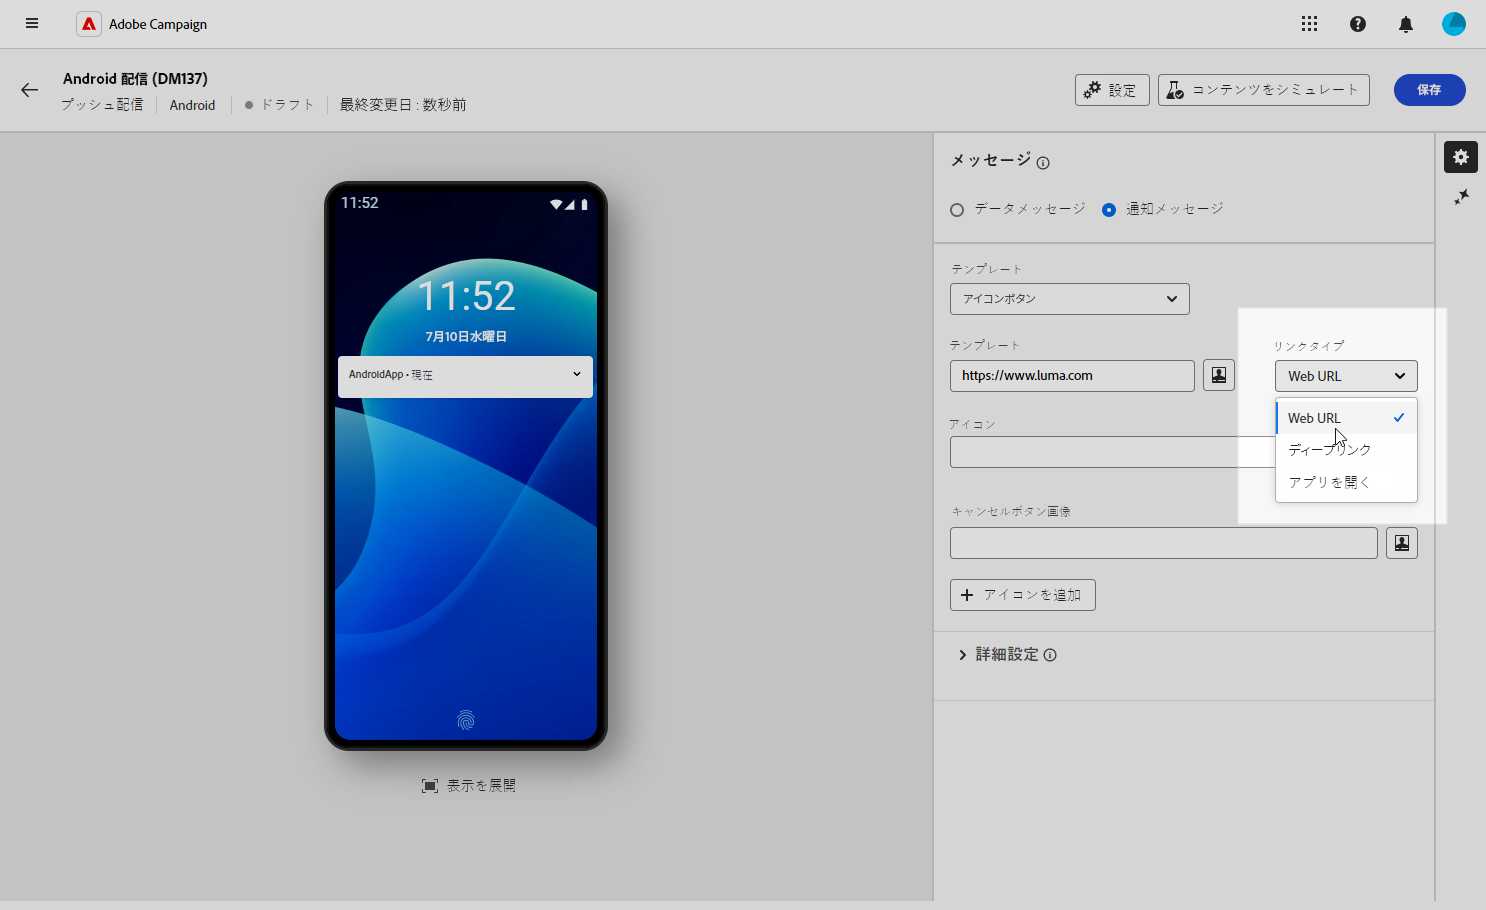 Adobe Campaign
Android 配信 (DM137)
プッシュ配信 Android ドラフト 最終変更日 : 数秒前
設定
コンテンツをシミュレート
保存
11:52
11:52
7月10日水曜日
AndroidApp • 現在
表示を展開
メッセージ
データメッセージ 通知メッセージ
テンプレート
アイコンボタン
テンプレート
https://www.luma.com
リンクタイプ
Web URL
Web URL
ディープリンク
アプリを開く
アイコン
キャンセルボタン画像
アイコンを追加
詳細設定